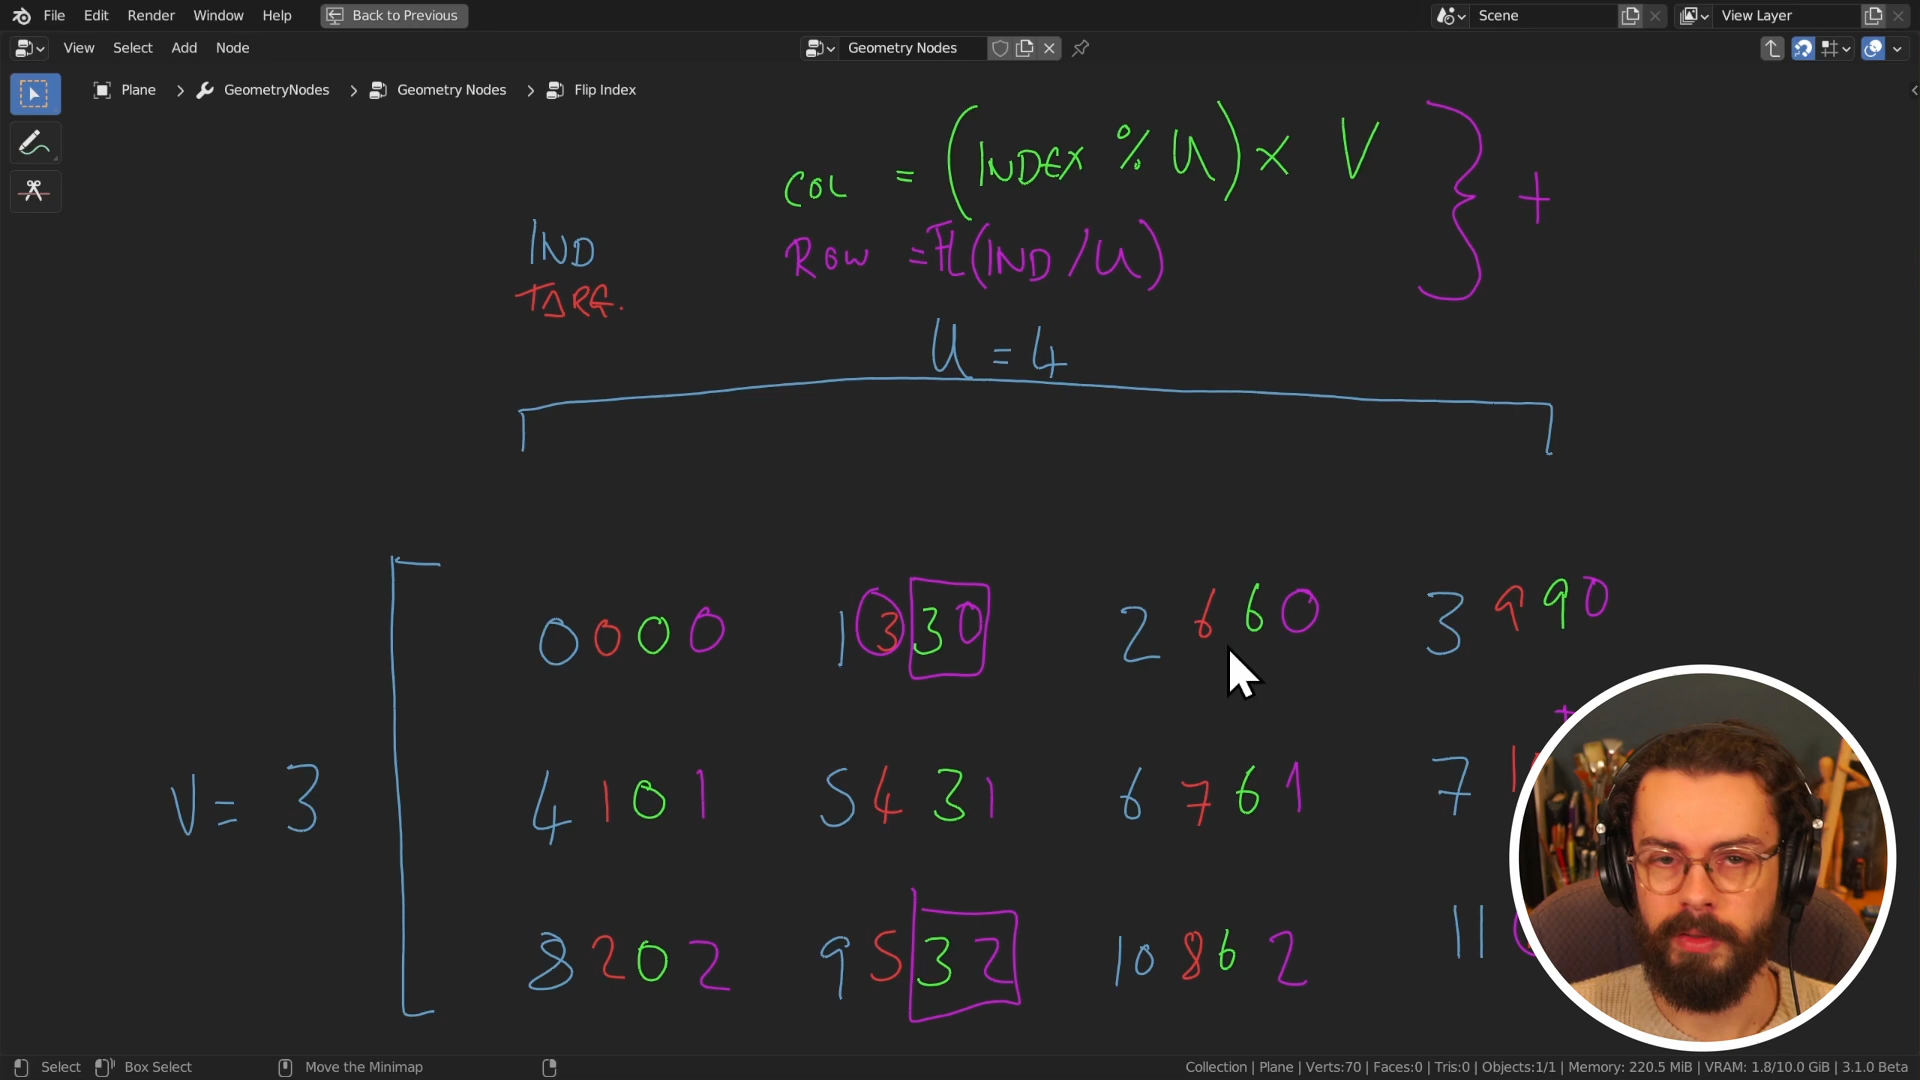 File Edit Render Window Help Back to Previous Scene View Layer
View Select Add Node Geometry Nodes
Plane > GeometryNodes > Geometry Nodes > Flip Index
COL = (INDEX % U) × V
IND
ROW = FL(IND/U)
+
TARG.
U = 4
0 0 0 0 1 3 3 0 2 6 6 0 3 9 9 0
V = 3
4 1 0 1 5 4 3 1 6 7 6 1 7
8 2 0 2 9 5 3 2 10 8 6 2 11
Select Box Select Move the Minimap Collection | Plane | Verts:70 | Faces:0 | Tris:0 | Objects:1/1 | Memory: 220.5 MiB | VRAM: 1.8/10.0 GiB | 3.1.0 Beta